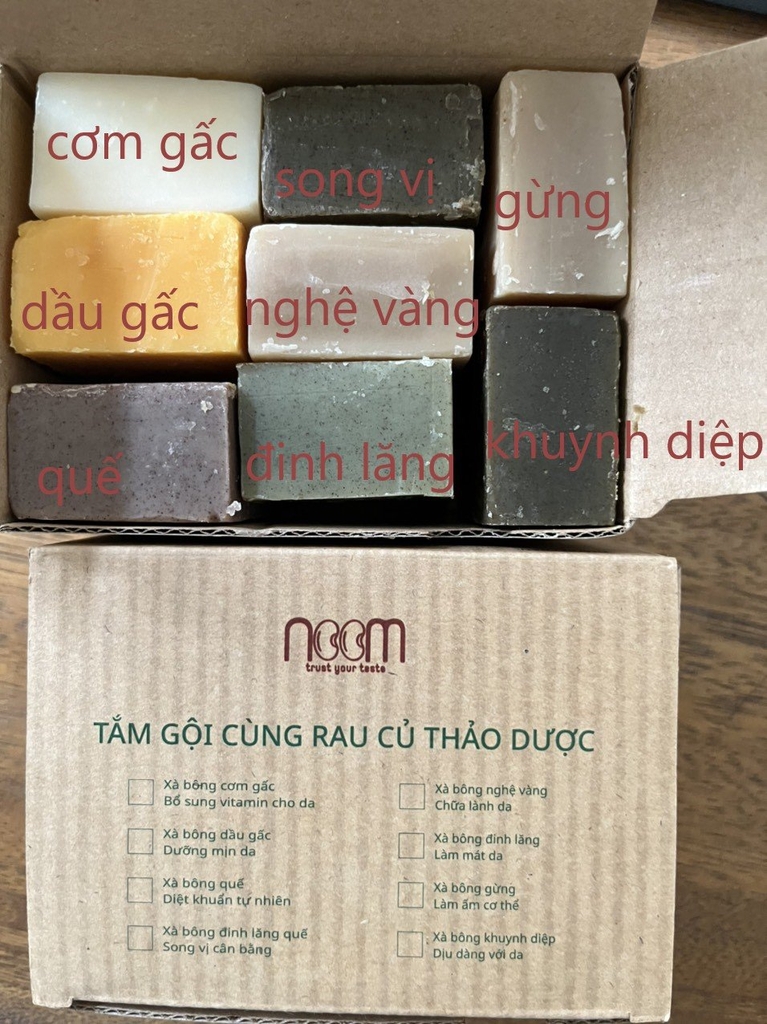 cơm gấc
song vị
gừng
dầu gấc
nghệ vàng
quế
đinh lăng
khuynh diệp
noom
trust your taste
TẮM GỘI CÙNG RAU CỦ THẢO DƯỢC
Xà bông cơm gấc
Bổ sung vitamin cho da
Xà bông dầu gấc
Dưỡng mịn da
Xà bông quế
Diệt khuẩn tự nhiên
Xà bông đinh lăng quế
Song vị cân bằng
Xà bông nghệ vàng
Chữa lành da
Xà bông đinh lăng
Làm mát da
Xà bông gừng
Làm ấm cơ thể
Xà bông khuynh diệp
Dịu dàng với da